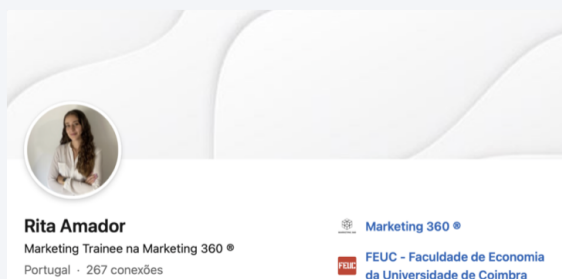 Rita Amador
Marketing Trainee na Marketing 360 ®
Portugal · 267 conexões
Marketing 360 ®
FEUC
FEUC - Faculdade de Economia
da Universidade de Coimbra